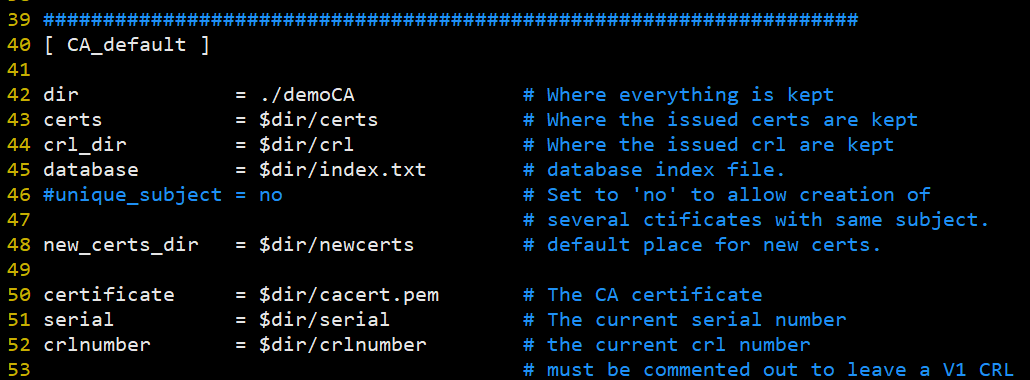 39 ####################################################################
40 [ CA_default ]
41
42 dir             = ./demoCA              # Where everything is kept
43 certs           = $dir/certs            # Where the issued certs are kept
44 crl_dir         = $dir/crl              # Where the issued crl are kept
45 database        = $dir/index.txt        # database index file.
46 #unique_subject = no                    # Set to 'no' to allow creation of
47                                         # several ctificates with same subject.
48 new_certs_dir   = $dir/newcerts         # default place for new certs.
49
50 certificate     = $dir/cacert.pem       # The CA certificate
51 serial          = $dir/serial           # The current serial number
52 crlnumber       = $dir/crlnumber        # the current crl number
53                                         # must be commented out to leave a V1 CRL